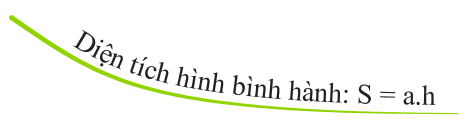 Diện tích hình bình hành: S = a.h